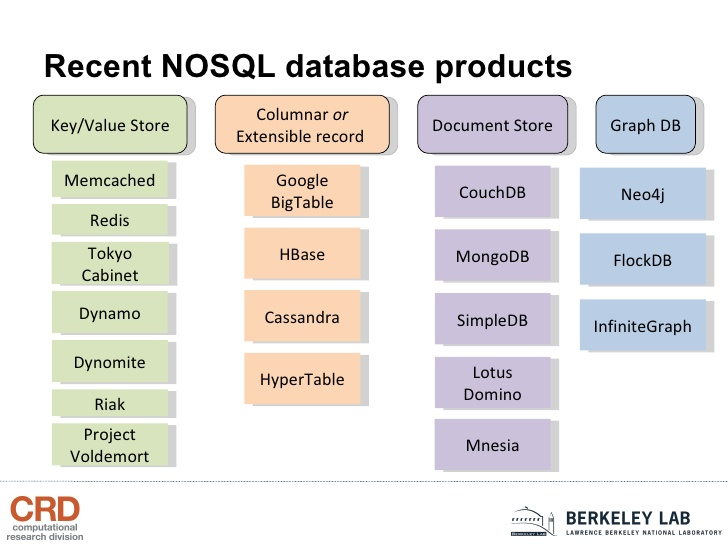 Recent NOSQL database products
Key/Value Store
Memcached
Redis
Tokyo
Cabinet
Dynamo
Dynomite
Riak
Project
Voldemort
Columnar or
Extensible record
Google
BigTable
HBase
Cassandra
HyperTable
Document Store
CouchDB
MongoDB
SimpleDB
Lotus
Domino
Mnesia
Graph DB
Neo4j
FlockDB
InfiniteGraph
CRD
computational
research division
BERKELEY LAB
BERKELEY LAB
LAWRENCE BERKELEY NATIONAL LABORATORY